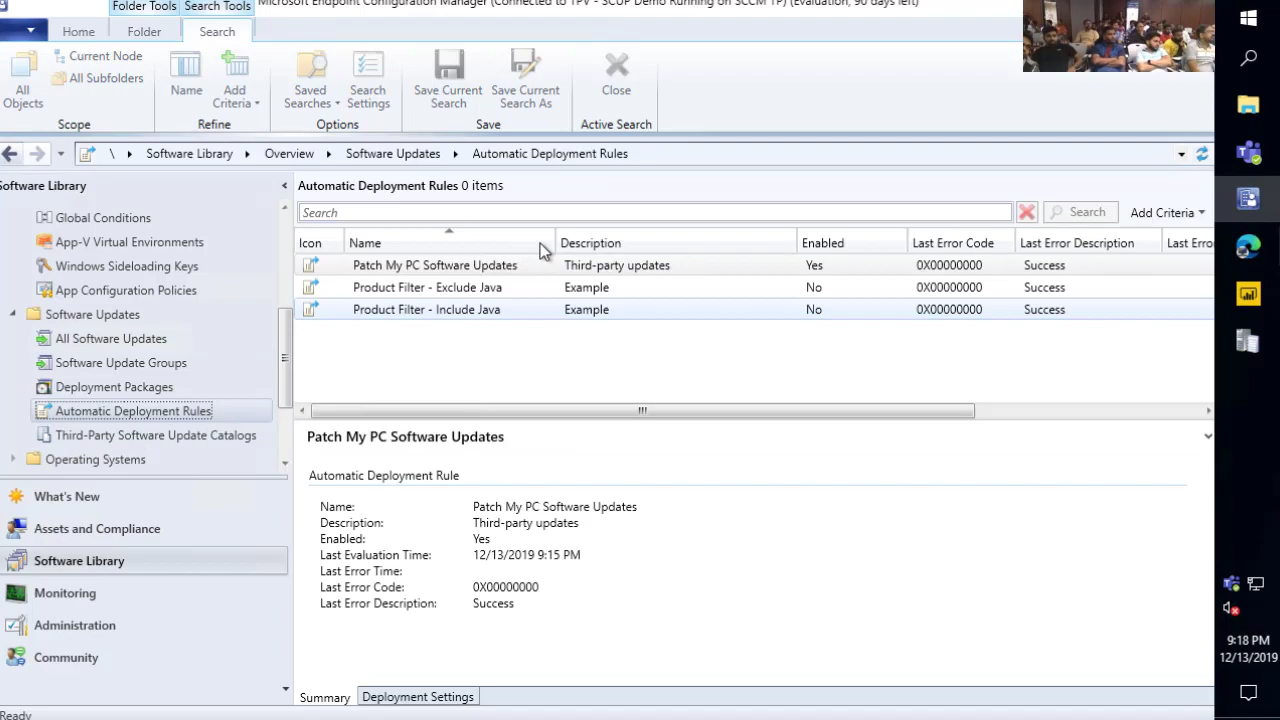 Folder Tools Search Tools Microsoft Endpoint Configuration Manager (Connected to TPV - SCUP Demo Running on SCCM TP) (Evaluation, 90 days left)
Home Folder Search
All Objects
Current Node
All Subfolders
Scope
Name
Add Criteria
Refine
Saved Searches
Search Settings
Options
Save Current Search
Save Current Search As
Save
Close
Active Search
\ Software Library Overview Software Updates Automatic Deployment Rules
Software Library
Global Conditions
App-V Virtual Environments
Windows Sideloading Keys
App Configuration Policies
Software Updates
All Software Updates
Software Update Groups
Deployment Packages
Automatic Deployment Rules
Third-Party Software Update Catalogs
Operating Systems
What's New
Assets and Compliance
Software Library
Monitoring
Administration
Community
Ready
Automatic Deployment Rules 0 items
Search Search Add Criteria
Icon Name Description Enabled Last Error Code Last Error Description Last Erro
Patch My PC Software Updates Third-party updates Yes 0X00000000 Success
Product Filter - Exclude Java Example No 0X00000000 Success
Product Filter - Include Java Example No 0X00000000 Success
Patch My PC Software Updates
Automatic Deployment Rule
Name: Patch My PC Software Updates
Description: Third-party updates
Enabled: Yes
Last Evaluation Time: 12/13/2019 9:15 PM
Last Error Time:
Last Error Code: 0X00000000
Last Error Description: Success
Summary Deployment Settings
9:18 PM
12/13/2019